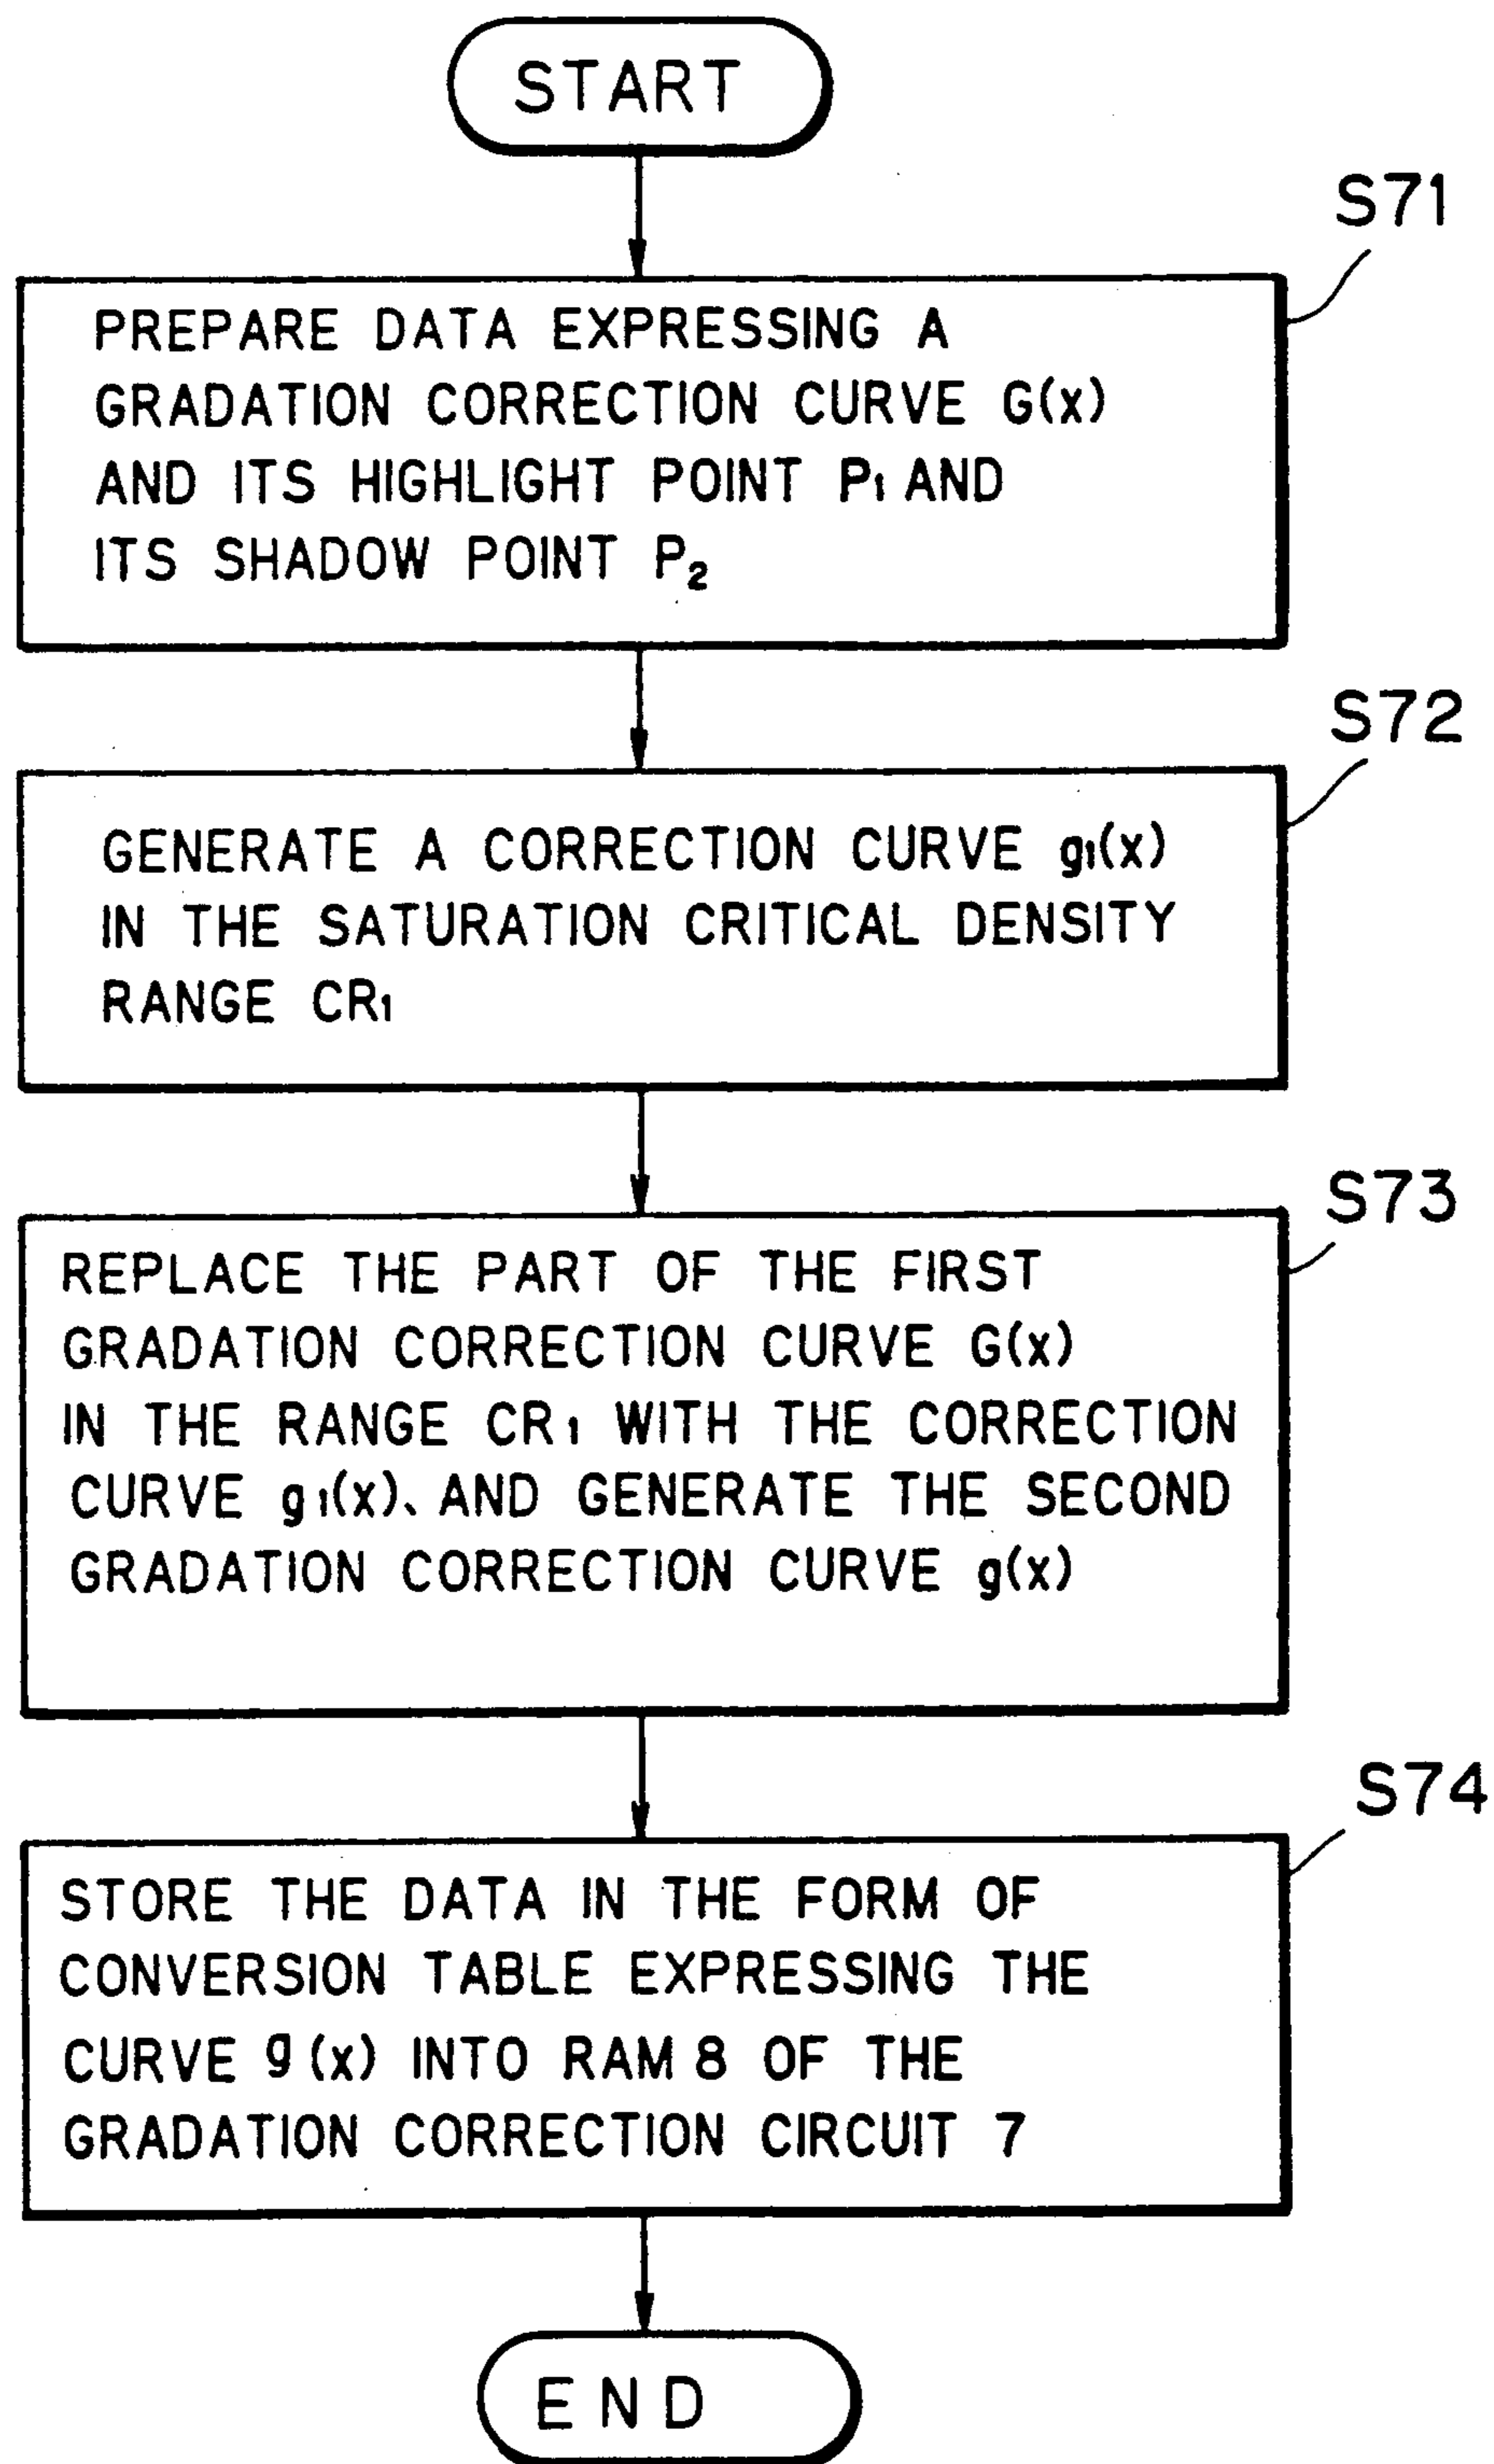 START
S71
PREPARE DATA EXPRESSING A
GRADATION CORRECTION CURVE G(x)
AND ITS HIGHLIGHT POINT P₁ AND
ITS SHADOW POINT P₂
S72
GENERATE A CORRECTION CURVE g₁(x)
IN THE SATURATION CRITICAL DENSITY
RANGE CR₁
S73
REPLACE THE PART OF THE FIRST
GRADATION CORRECTION CURVE G(x)
IN THE RANGE CR₁ WITH THE CORRECTION
CURVE g₁(x)、AND GENERATE THE SECOND
GRADATION CORRECTION CURVE g(x)
S74
STORE THE DATA IN THE FORM OF
CONVERSION TABLE EXPRESSING THE
CURVE g(x) INTO RAM 8 OF THE
GRADATION CORRECTION CIRCUIT 7
END